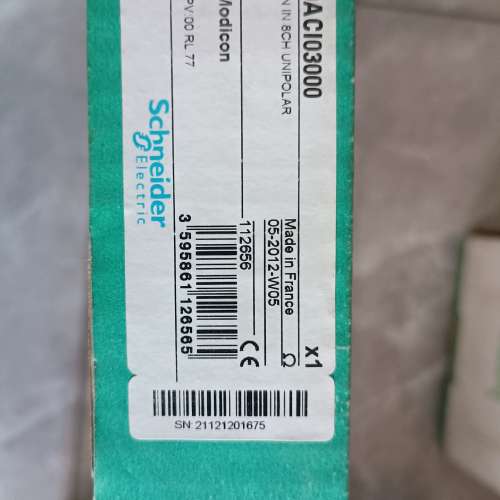 ACI03000
N IN 8CH UNIPOLAR
Modicon
PV:00 RL 77
Schneider
Electric
Made in France
05-2012-W05
112656
x1
CE
3 595861 126565
SN: 21121201675